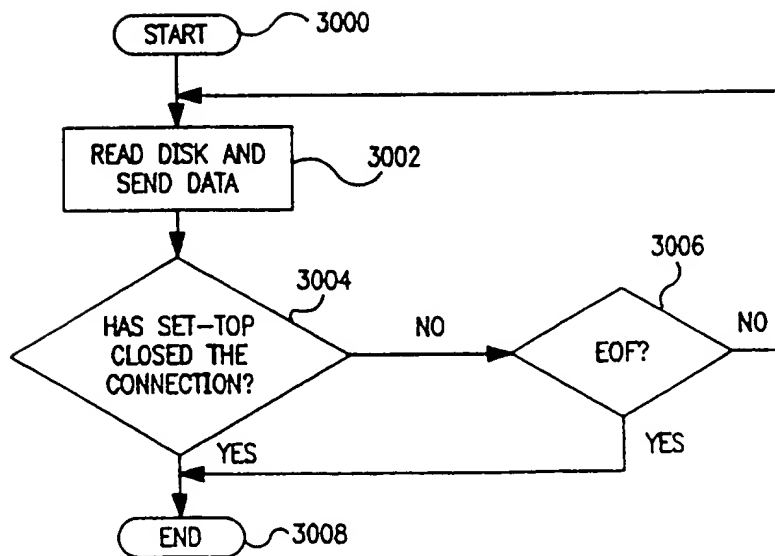 START
3000
READ DISK AND
SEND DATA
3002
HAS SET-TOP
CLOSED THE
CONNECTION?
3004
NO
EOF?
3006
NO
YES
YES
END
3008